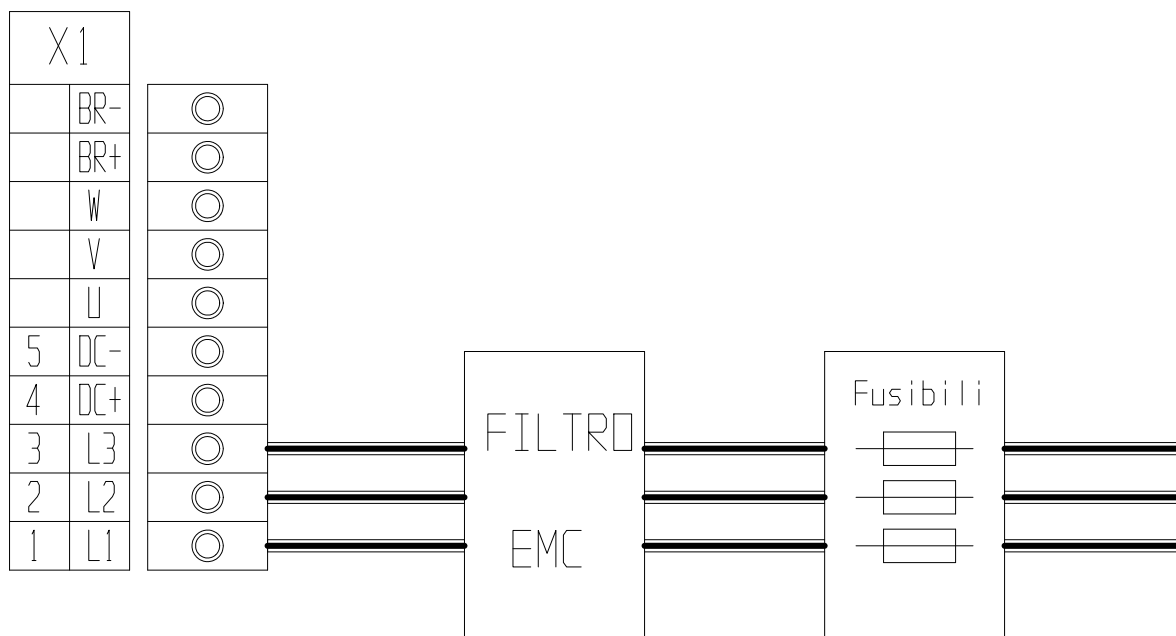 X1
BR-
BR+
W
V
U
5 DC-
4 DC+
3 L3
2 L2
1 L1
FILTRO
EMC
Fusibili